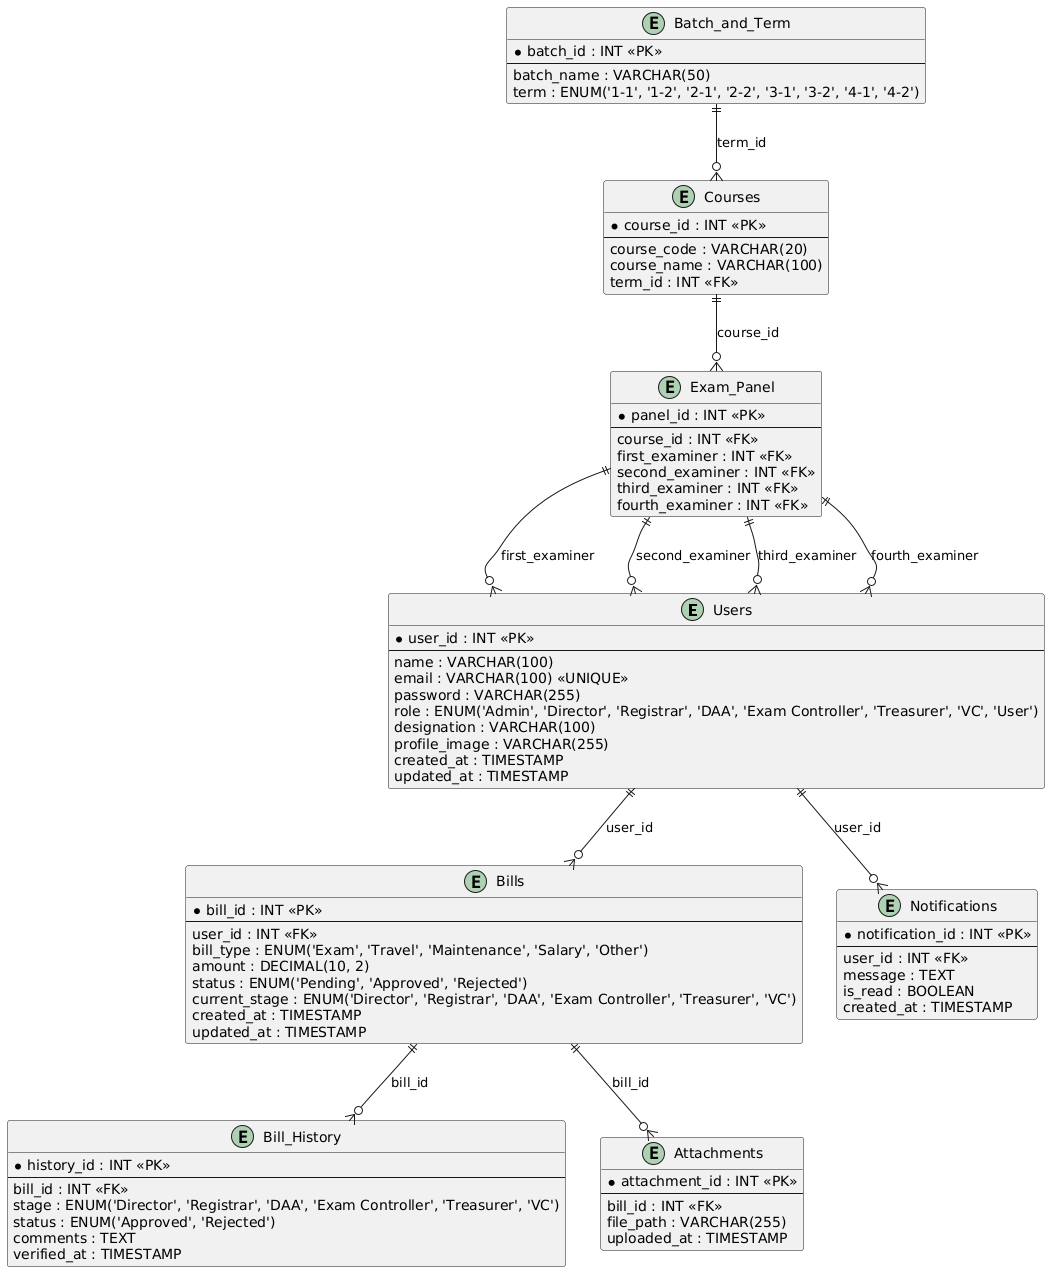 E Batch_and_Term
* batch_id : INT «PK»
batch_name : VARCHAR(50)
term : ENUM('1-1', '1-2', '2-1', '2-2', '3-1', '3-2', '4-1', '4-2')
term_id
E Courses
* course_id : INT «PK»
course_code : VARCHAR(20)
course_name : VARCHAR(100)
term_id : INT «FK»
course_id
E Exam_Panel
* panel_id : INT «PK»
course_id : INT «FK»
first_examiner : INT «FK»
second_examiner : INT «FK»
third_examiner : INT «FK»
fourth_examiner : INT «FK»
first_examiner
second_examiner
third_examiner
fourth_examiner
E Users
* user_id : INT «PK»
name : VARCHAR(100)
email : VARCHAR(100) «UNIQUE»
password : VARCHAR(255)
role : ENUM('Admin', 'Director', 'Registrar', 'DAA', 'Exam Controller', 'Treasurer', 'VC', 'User')
designation : VARCHAR(100)
profile_image : VARCHAR(255)
created_at : TIMESTAMP
updated_at : TIMESTAMP
user_id
user_id
E Bills
* bill_id : INT «PK»
user_id : INT «FK»
bill_type : ENUM('Exam', 'Travel', 'Maintenance', 'Salary', 'Other')
amount : DECIMAL(10, 2)
status : ENUM('Pending', 'Approved', 'Rejected')
current_stage : ENUM('Director', 'Registrar', 'DAA', 'Exam Controller', 'Treasurer', 'VC')
created_at : TIMESTAMP
updated_at : TIMESTAMP
E Notifications
* notification_id : INT «PK»
user_id : INT «FK»
message : TEXT
is_read : BOOLEAN
created_at : TIMESTAMP
bill_id
bill_id
E Bill_History
* history_id : INT «PK»
bill_id : INT «FK»
stage : ENUM('Director', 'Registrar', 'DAA', 'Exam Controller', 'Treasurer', 'VC')
status : ENUM('Approved', 'Rejected')
comments : TEXT
verified_at : TIMESTAMP
E Attachments
* attachment_id : INT «PK»
bill_id : INT «FK»
file_path : VARCHAR(255)
uploaded_at : TIMESTAMP